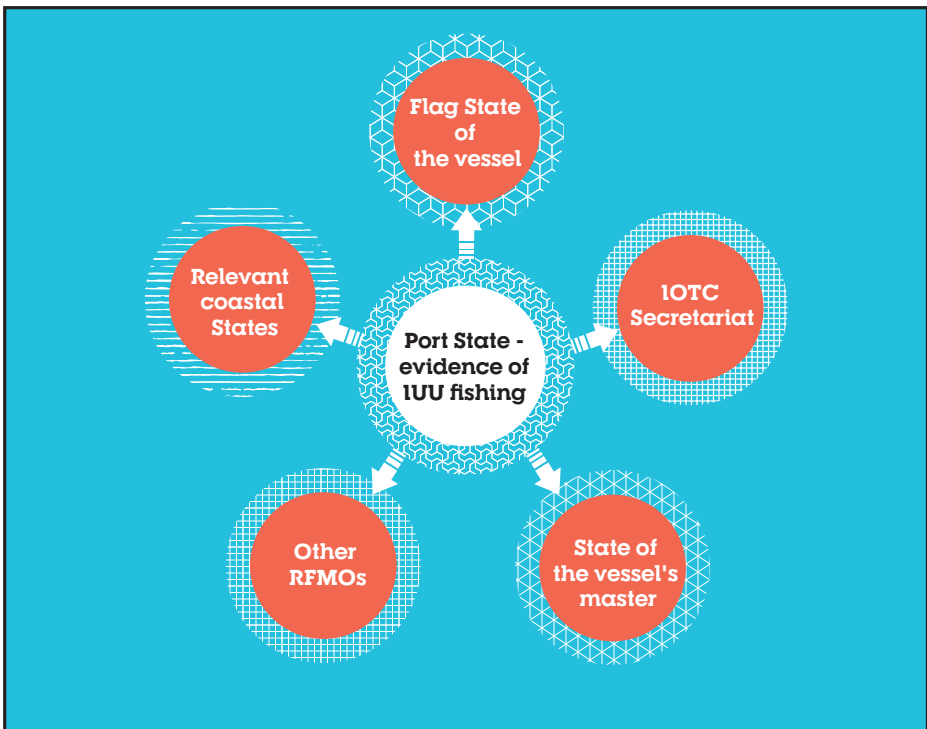 Flag State
of
the vessel
Relevant
coastal
States
IOTC
Secretariat
Port State -
evidence of
IUU fishing
Other
RFMOs
State of
the vessel's
master